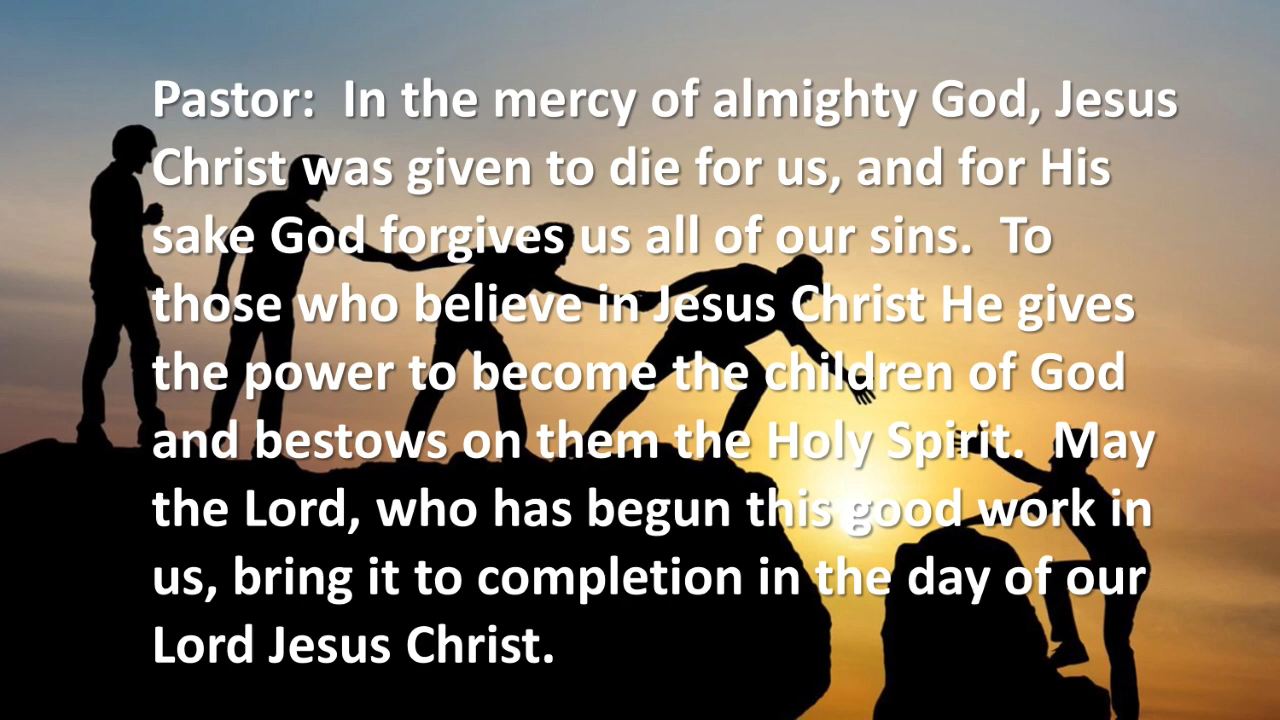 Pastor:  In the mercy of almighty God, Jesus
Christ was given to die for us, and for His
sake God forgives us all of our sins.  To
those who believe in Jesus Christ He gives
the power to become the children of God
and bestows on them the Holy Spirit.  May
the Lord, who has begun this good work in
us, bring it to completion in the day of our
Lord Jesus Christ.